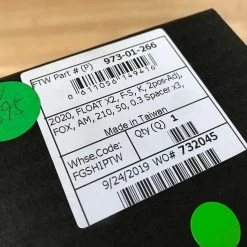 FTW Part # (P) 973-01-266
0611056149416
2020, FLOAT X2, F-S, K, 2pos-Adj,
FOX, AM, 210, 50, 0.3 Spacer x3,
Made in Taiwan
Whse:Code: Qty (Q) 1
FGSHIPTW
9/24/2019 WO# 732045